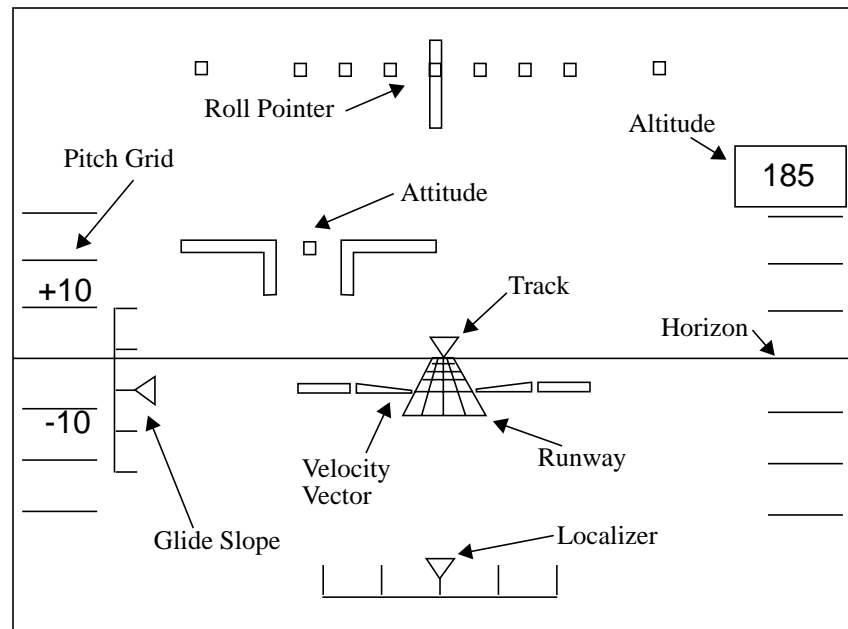 Roll Pointer
Altitude
185
Pitch Grid
Attitude
+10
Track
Horizon
-10
Velocity
Vector
Runway
Glide Slope
Localizer